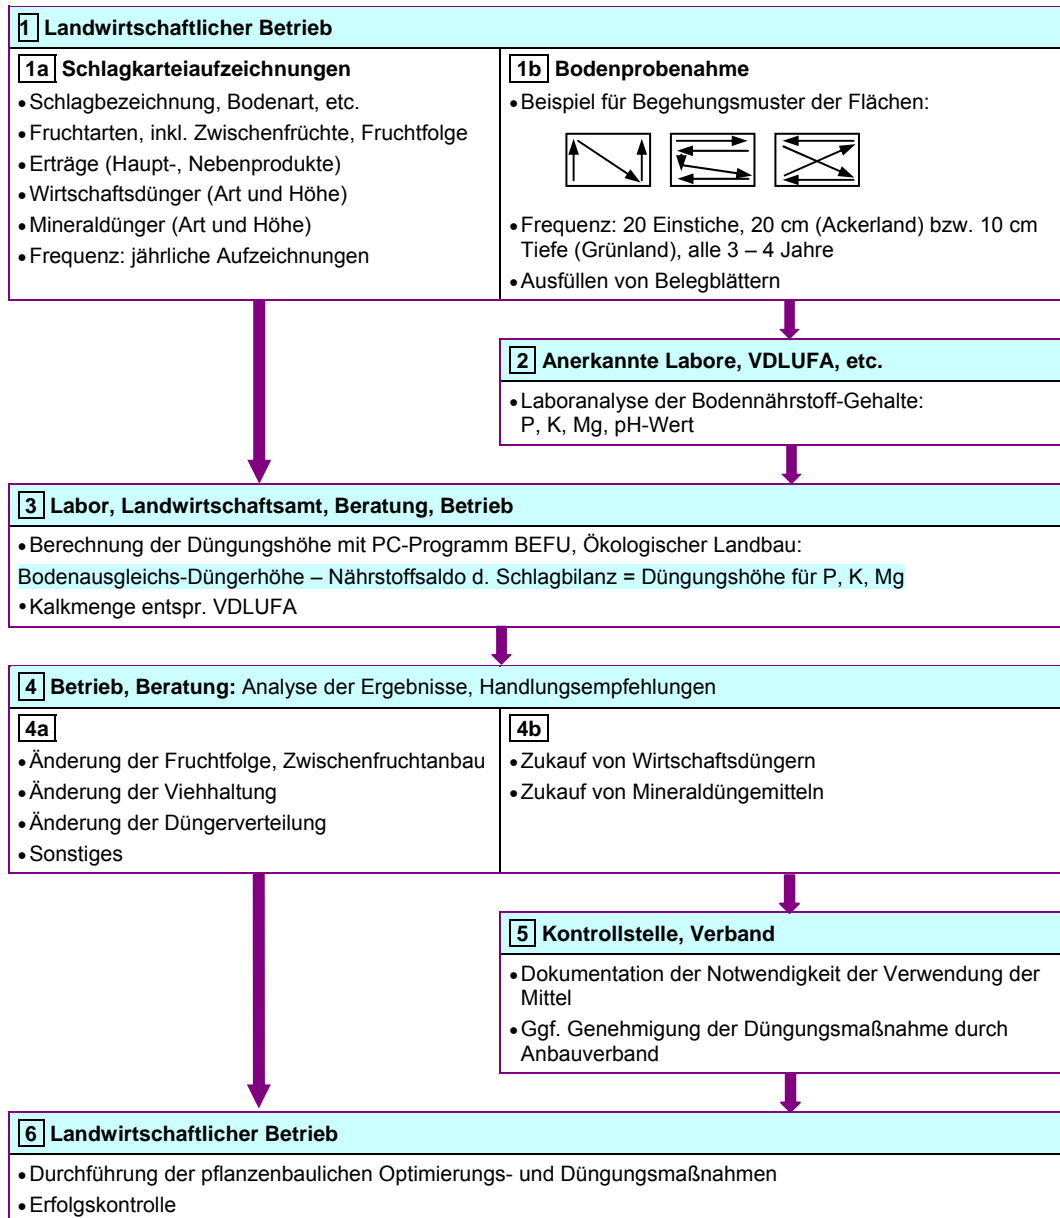 1 Landwirtschaftlicher Betrieb
1a Schlagkarteiaufzeichnungen
• Schlagbezeichnung, Bodenart, etc.
• Fruchtarten, inkl. Zwischenfrüchte, Fruchtfolge
• Erträge (Haupt-, Nebenprodukte)
• Wirtschaftsdünger (Art und Höhe)
• Mineraldünger (Art und Höhe)
• Frequenz: jährliche Aufzeichnungen
1b Bodenprobenahme
• Beispiel für Begehungsmuster der Flächen:
• Frequenz: 20 Einstiche, 20 cm (Ackerland) bzw. 10 cm
Tiefe (Grünland), alle 3 – 4 Jahre
• Ausfüllen von Belegblättern
2 Anerkannte Labore, VDLUFA, etc.
• Laboranalyse der Bodennährstoff-Gehalte:
P, K, Mg, pH-Wert
3 Labor, Landwirtschaftsamt, Beratung, Betrieb
• Berechnung der Düngungshöhe mit PC-Programm BEFU, Ökologischer Landbau:
Bodenausgleichs-Düngerhöhe – Nährstoffsaldo d. Schlagbilanz = Düngungshöhe für P, K, Mg
• Kalkmenge entspr. VDLUFA
4 Betrieb, Beratung: Analyse der Ergebnisse, Handlungsempfehlungen
4a
• Änderung der Fruchtfolge, Zwischenfruchtanbau
• Änderung der Viehhaltung
• Änderung der Düngerverteilung
• Sonstiges
4b
• Zukauf von Wirtschaftsdüngern
• Zukauf von Mineraldüngemitteln
5 Kontrollstelle, Verband
• Dokumentation der Notwendigkeit der Verwendung der
Mittel
• Ggf. Genehmigung der Düngungsmaßnahme durch
Anbauverband
6 Landwirtschaftlicher Betrieb
• Durchführung der pflanzenbaulichen Optimierungs- und Düngungsmaßnahmen
• Erfolgskontrolle